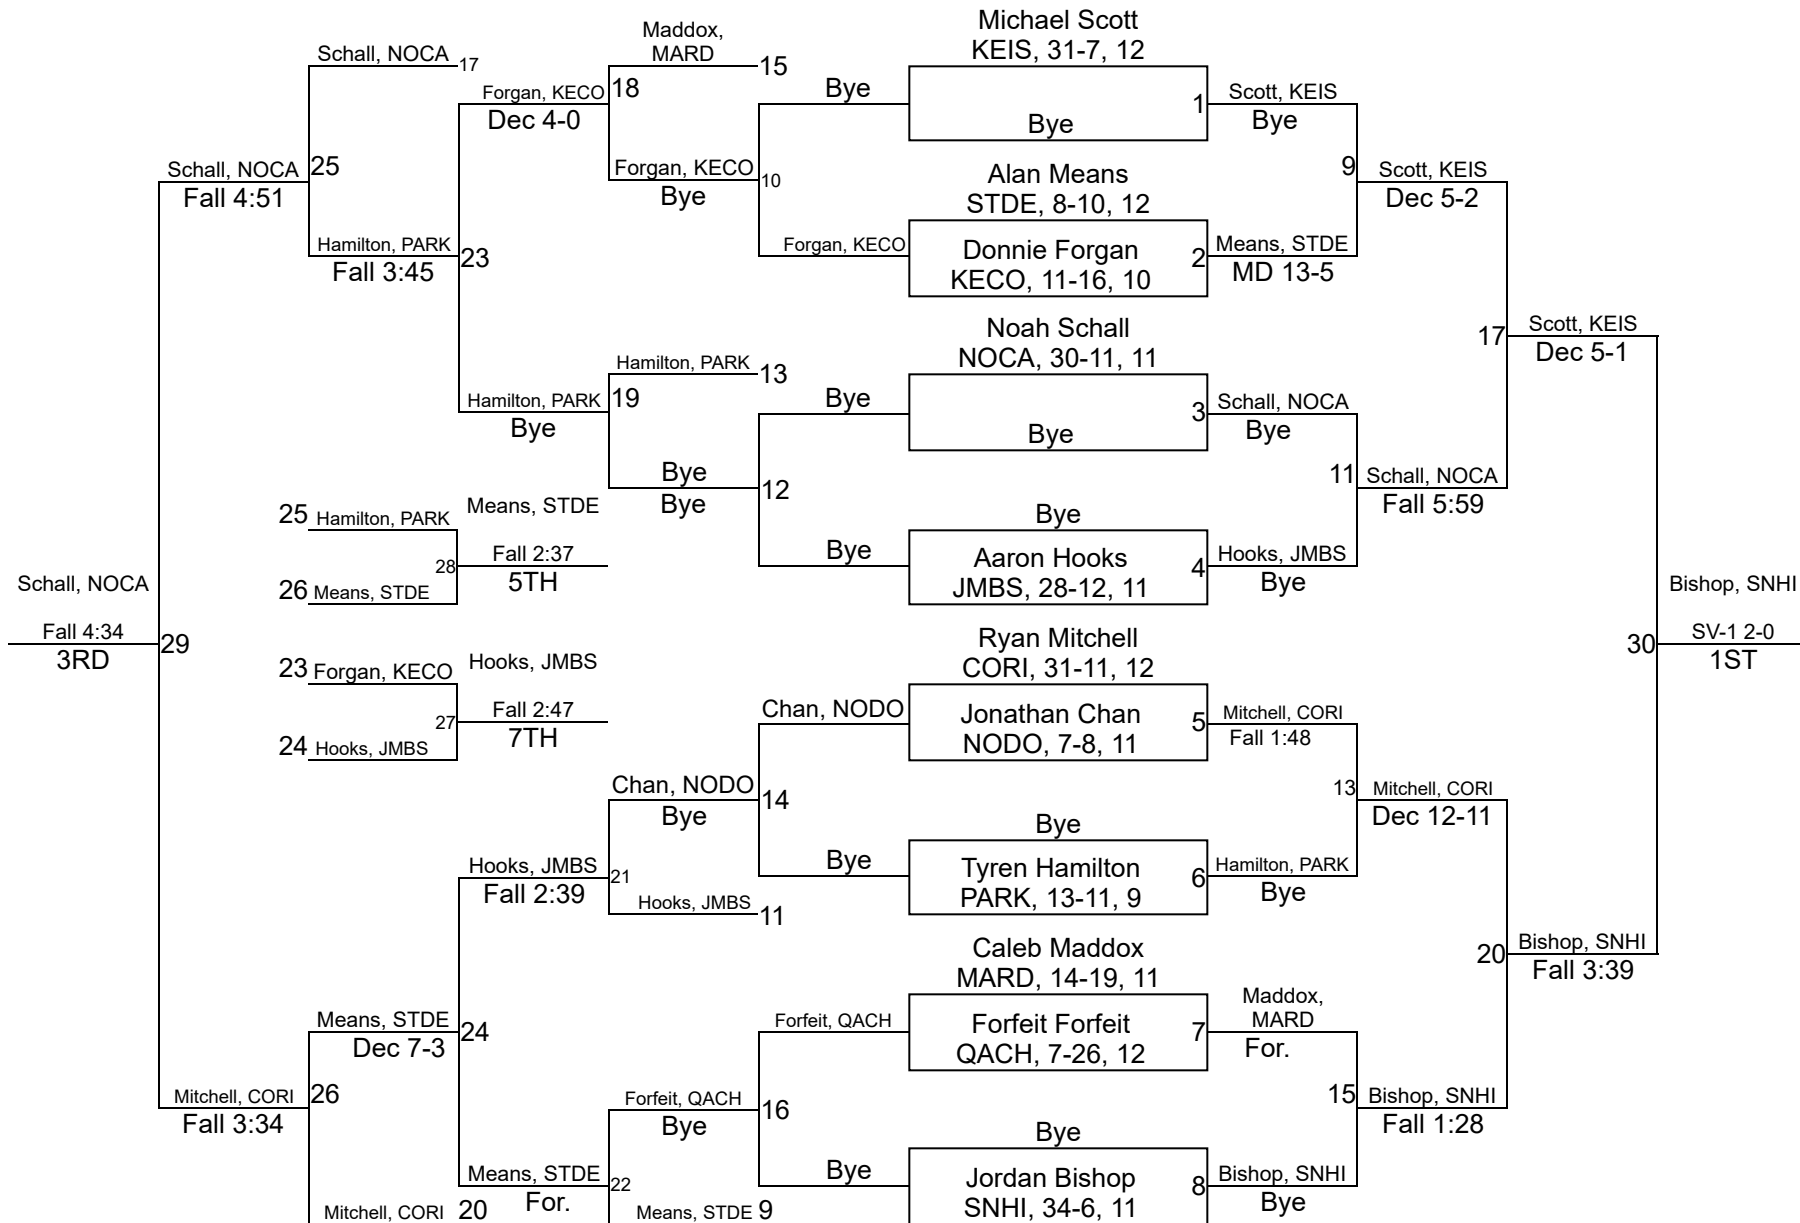 Michael Scott
KEIS, 31-7, 12
Maddox,
MARD
15
Schall, NOCA
17
Forgan, KECO
18
Dec 4-0
Bye
1
Scott, KEIS
Bye
Bye
Schall, NOCA
25
Fall 4:51
Forgan, KECO
10
Bye
Alan Means
STDE, 8-10, 12
9
Scott, KEIS
Dec 5-2
Hamilton, PARK
23
Fall 3:45
Forgan, KECO
Donnie Forgan
KECO, 11-16, 10
2
Means, STDE
MD 13-5
Noah Schall
NOCA, 30-11, 11
17
Scott, KEIS
Dec 5-1
Hamilton, PARK
13
Hamilton, PARK
19
Bye
Bye
3
Schall, NOCA
Bye
Bye
Bye
12
Bye
11
Schall, NOCA
Fall 5:59
25
Hamilton, PARK
Means, STDE
28
Fall 2:37
5TH
26
Means, STDE
Bye
Bye
Aaron Hooks
JMBS, 28-12, 11
4
Hooks, JMBS
Bye
Schall, NOCA
Fall 4:34
29
3RD
Bishop, SNHI
30
SV-1 2-0
1ST
23
Forgan, KECO
Hooks, JMBS
27
Fall 2:47
7TH
24
Hooks, JMBS
Ryan Mitchell
CORI, 31-11, 12
Chan, NODO
Jonathan Chan
NODO, 7-8, 11
5
Mitchell, CORI
Fall 1:48
Chan, NODO
14
Bye
13
Mitchell, CORI
Dec 12-11
Bye
Bye
Tyren Hamilton
PARK, 13-11, 9
6
Hamilton, PARK
Bye
Hooks, JMBS
21
Fall 2:39
Hooks, JMBS
11
Caleb Maddox
MARD, 14-19, 11
20
Bishop, SNHI
Fall 3:39
Means, STDE
24
Dec 7-3
Forfeit, QACH
Forfeit Forfeit
QACH, 7-26, 12
7
Maddox,
MARD
For.
Mitchell, CORI
26
Fall 3:34
Forfeit, QACH
16
Bye
15
Bishop, SNHI
Fall 1:28
Bye
Means, STDE
22
For.
Bye
Jordan Bishop
SNHI, 34-6, 11
8
Bishop, SNHI
Bye
Mitchell, CORI
20
Means, STDE
9